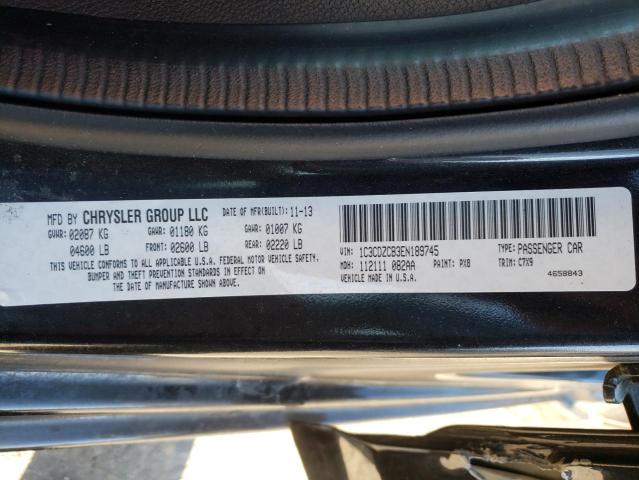 MFD BY CHRYSLER GROUP LLC DATE OF MFR(BUILT): 11-13
GVWR: 02087 KG GAWR: 01180 KG GAWR: 01007 KG
04600 LB FRONT: 02600 LB REAR: 02220 LB
THIS VEHICLE CONFORMS TO ALL APPLICABLE U.S.A. FEDERAL MOTOR VEHICLE SAFETY,
BUMPER AND THEFT PREVENTION STANDARDS IN EFFECT ON
THE DATE OF MANUFACTURE SHOWN ABOVE.
VIN: 1C3CDZCB3EN189745 TYPE: PASSENGER CAR
MDH: 112111 082AA PAINT: PX8 TRIM: C7X9
VEHICLE MADE IN U.S.A.
4658843